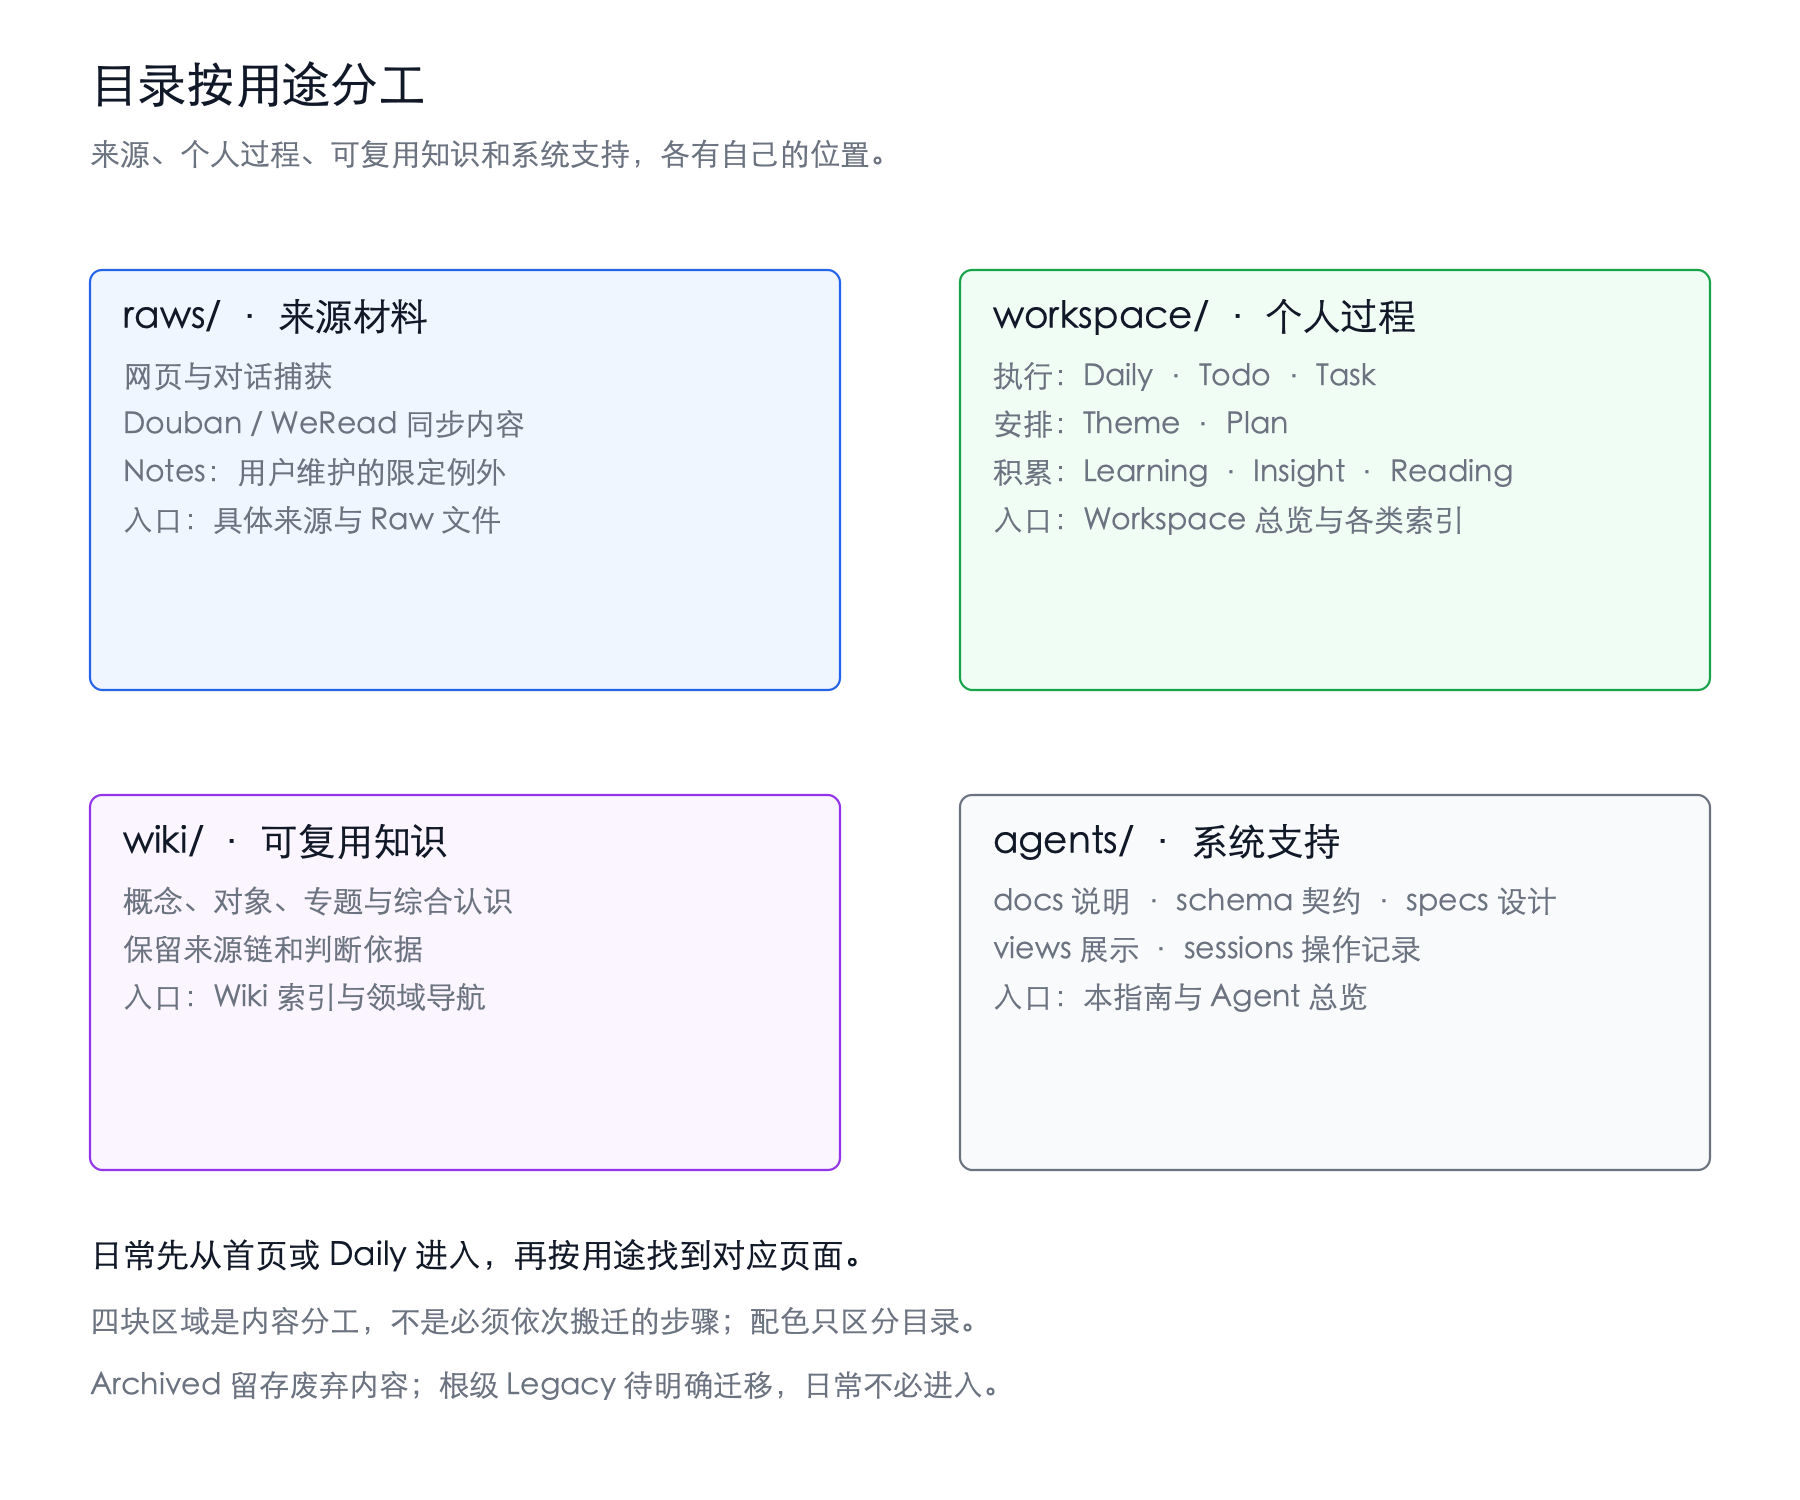 目录按用途分工
来源、个人过程、可复用知识和系统支持，各有自己的位置。
raws/ · 来源材料
网页与对话捕获
Douban / WeRead 同步内容
Notes：用户维护的限定例外
入口：具体来源与 Raw 文件
workspace/ · 个人过程
执行：Daily · Todo · Task
安排：Theme · Plan
积累：Learning · Insight · Reading
入口：Workspace 总览与各类索引
wiki/ · 可复用知识
概念、对象、专题与综合认识
保留来源链和判断依据
入口：Wiki 索引与领域导航
agents/ · 系统支持
docs 说明 · schema 契约 · specs 设计
views 展示 · sessions 操作记录
入口：本指南与 Agent 总览
日常先从首页或 Daily 进入，再按用途找到对应页面。
四块区域是内容分工，不是必须依次搬迁的步骤；配色只区分目录。
Archived 留存废弃内容；根级 Legacy 待明确迁移，日常不必进入。